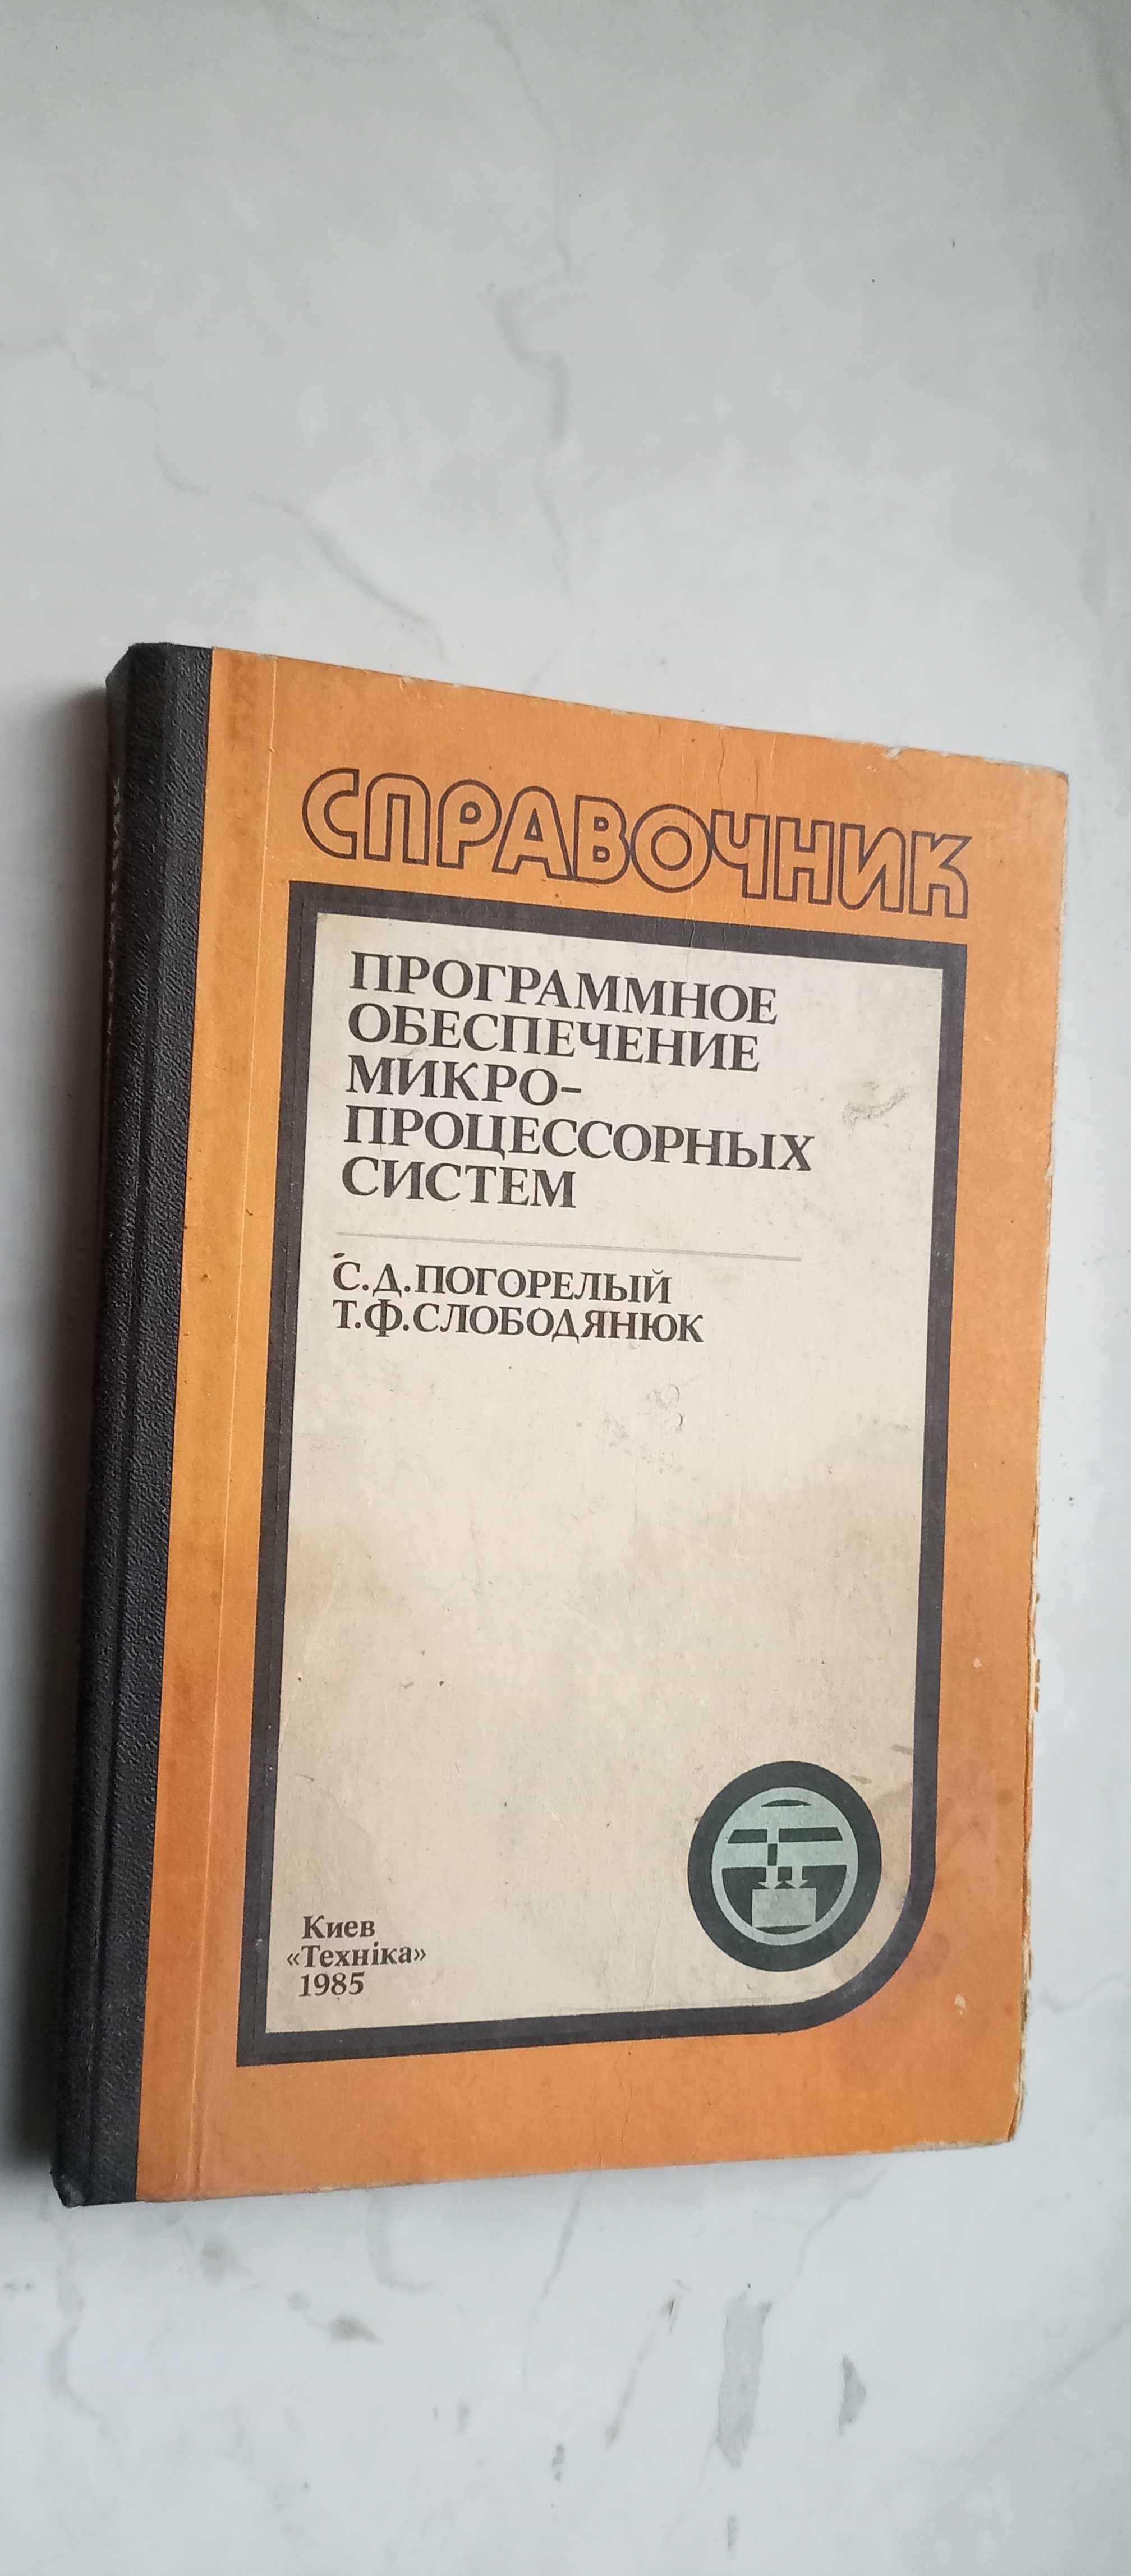 СПРАВОЧНИК
ПРОГРАММНОЕ
ОБЕСПЕЧЕНИЕ
МИКРО-
ПРОЦЕССОРНЫХ
СИСТЕМ
С.Д.ПОГОРЕЛЫЙ
Т.Ф.СЛОБОДЯНЮК
Киев
«Техніка»
1985